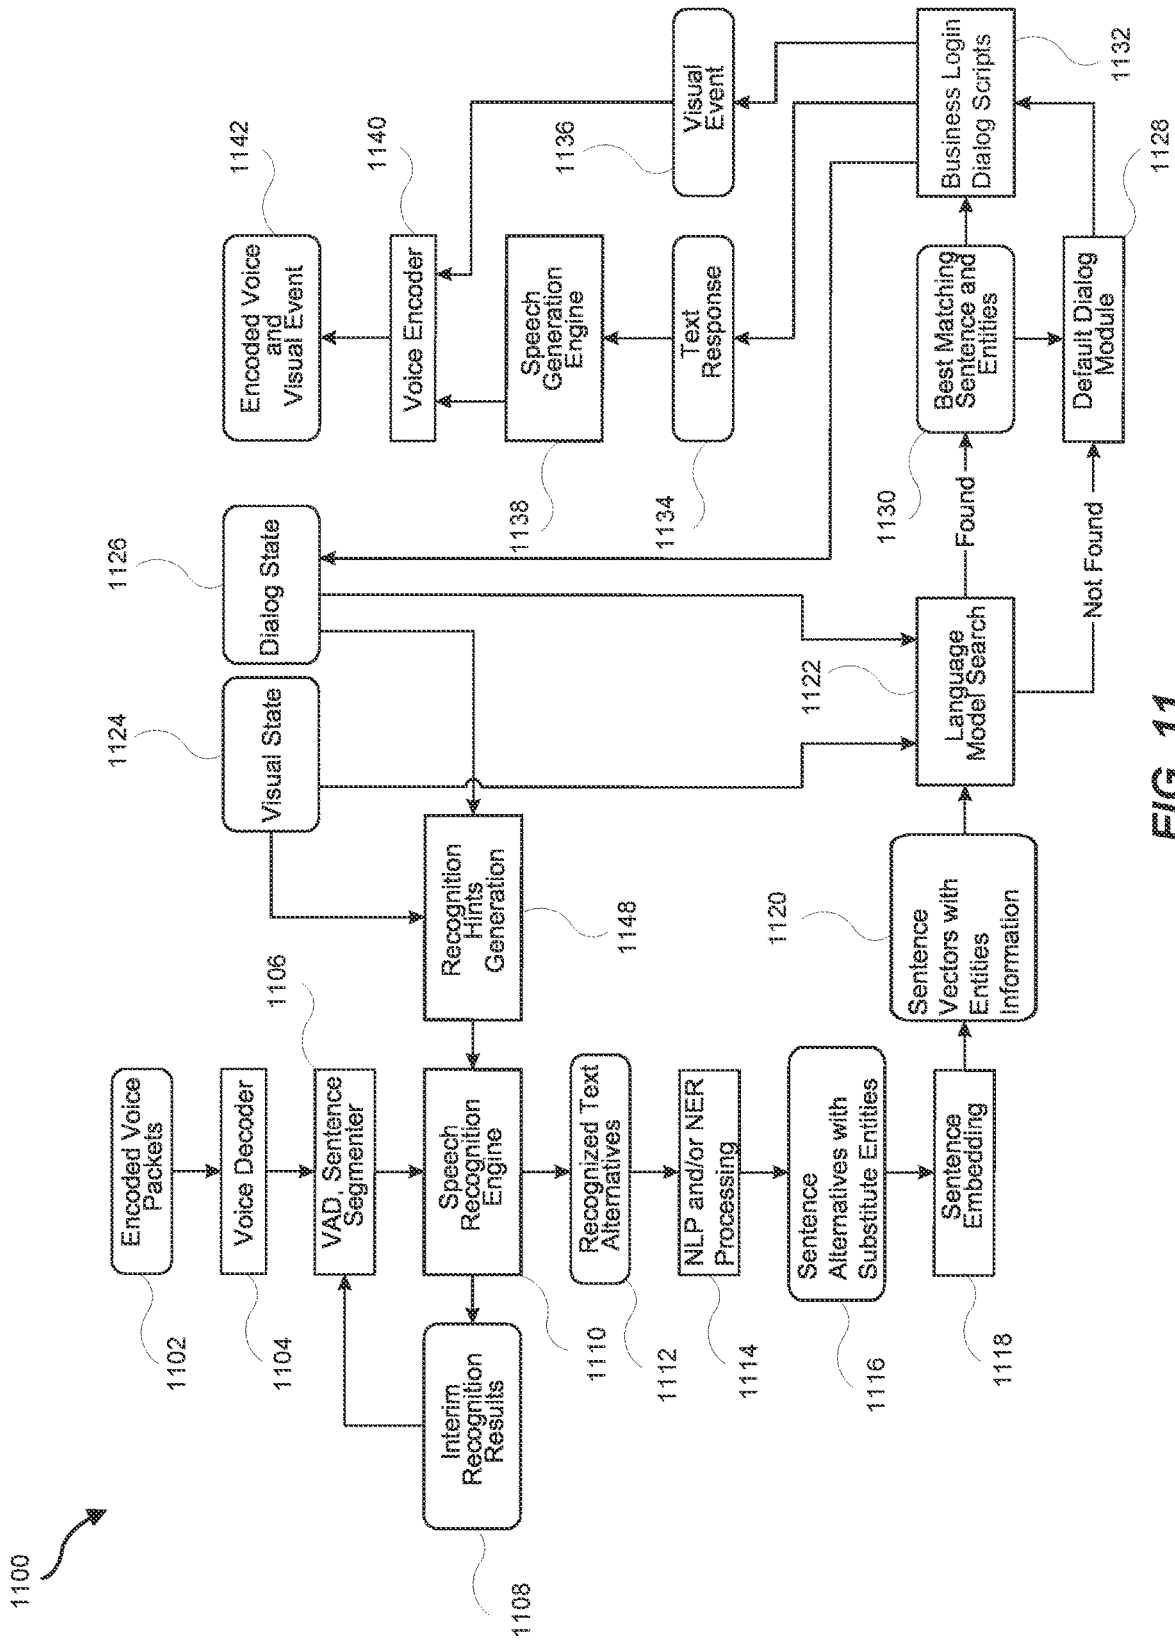 1100
Encoded Voice
Packets
1102
Voice Decoder
1104
VAD, Sentence
Segmenter
1106
Interim
Recognition
Results
1108
Speech
Recognition
Engine
1110
Recognition
Hints
Generation
1148
Recognized Text
Alternatives
1112
NLP and/or NER
Processing
1114
Sentence
Alternatives with
Substitute Entities
1116
Sentence
Embedding
1118
Sentence
Vectors with
Entities
Information
1120
Visual State
1124
Dialog State
1126
Language
Model Search
1122
Found
Not Found
Best Matching
Sentence and
Entities
1130
Default Dialog
Module
1128
Business Login
Dialog Scripts
1132
Text
Response
1134
Visual
Event
1136
Speech
Generation
Engine
1138
Voice Encoder
1140
Encoded Voice
and
Visual Event
1142
FIG. 11